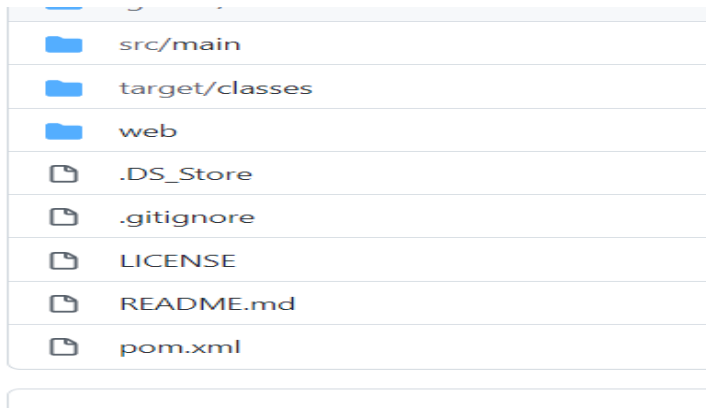 src/main
target/classes
web
.DS_Store
.gitignore
LICENSE
README.md
pom.xml